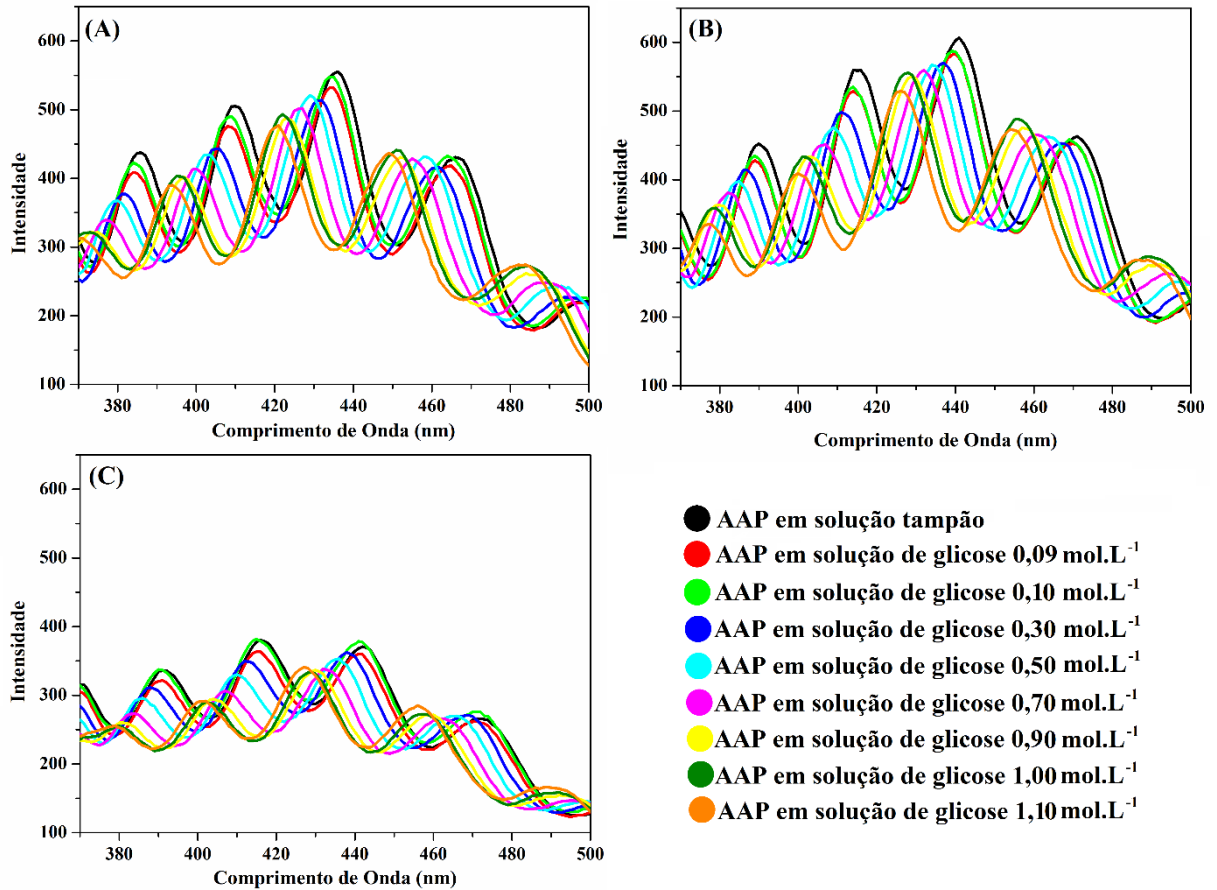 (A)
600
500
400
300
200
100
Intensidade
380 400 420 440 460 480 500
Comprimento de Onda (nm)
(B)
600
500
400
300
200
100
Intensidade
380 400 420 440 460 480 500
Comprimento de Onda (nm)
(C)
600
500
400
300
200
100
Intensidade
380 400 420 440 460 480 500
Comprimento de Onda (nm)
AAP em solução tampão
AAP em solução de glicose 0,09 mol.L⁻¹
AAP em solução de glicose 0,10 mol.L⁻¹
AAP em solução de glicose 0,30 mol.L⁻¹
AAP em solução de glicose 0,50 mol.L⁻¹
AAP em solução de glicose 0,70 mol.L⁻¹
AAP em solução de glicose 0,90 mol.L⁻¹
AAP em solução de glicose 1,00 mol.L⁻¹
AAP em solução de glicose 1,10 mol.L⁻¹